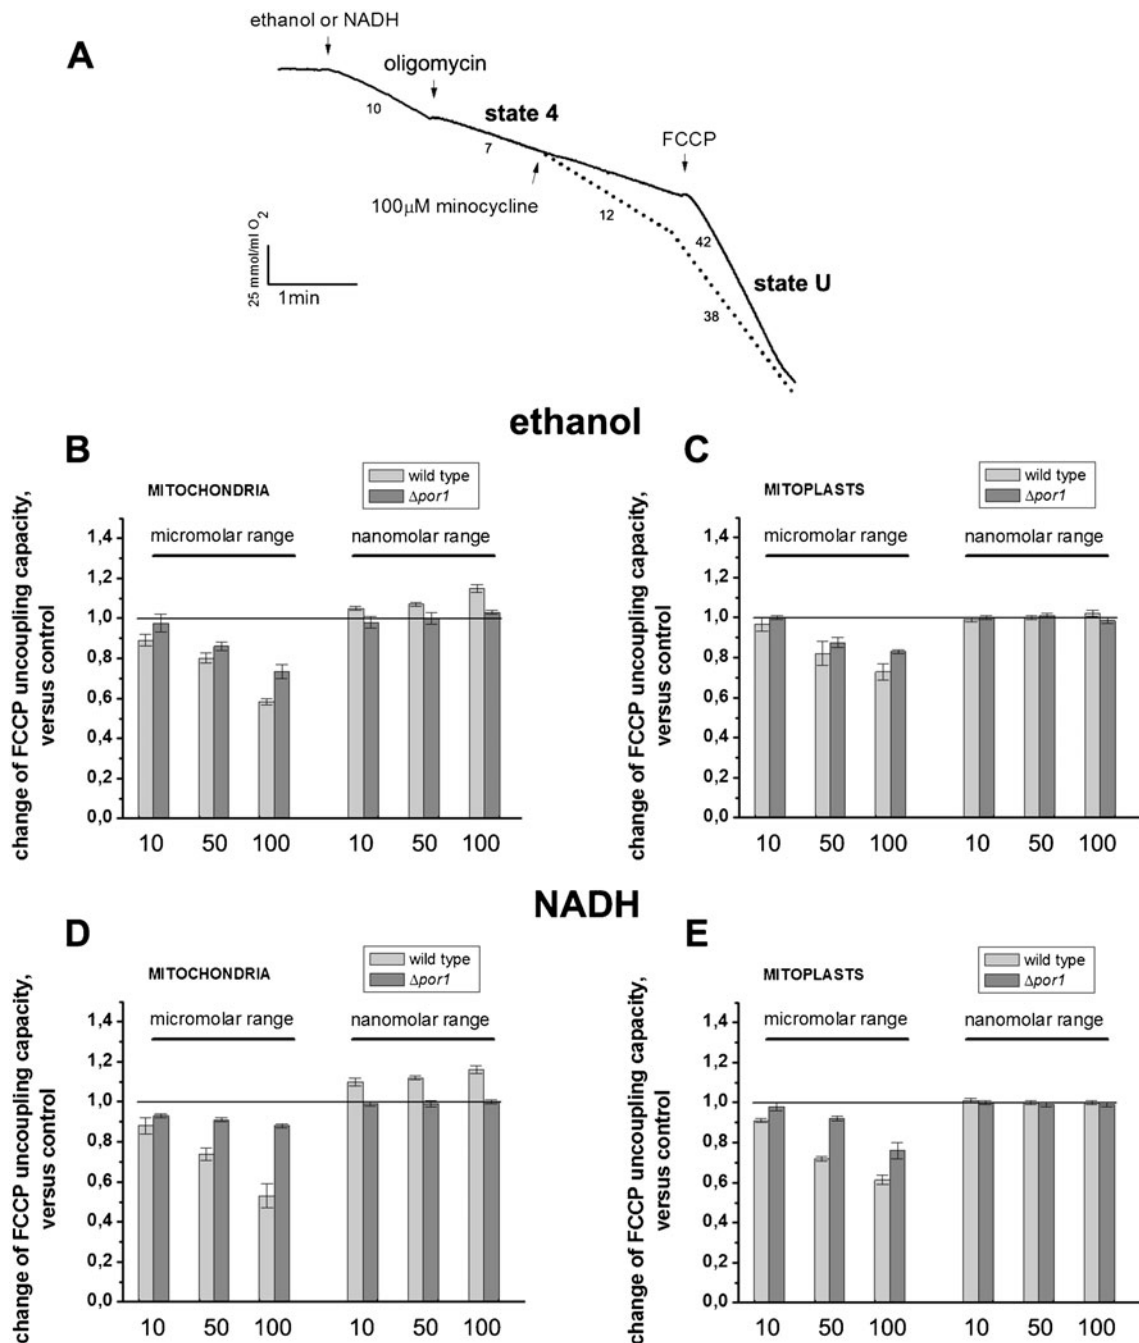 A
ethanol or NADH
oligomycin
10
state 4
7
FCCP
100µM minocycline
12
42
state U
38
25 mmol/ml O2
1min
ethanol
B
wild type
Δpor1
MITOCHONDRIA
micromolar range
nanomolar range
change of FCCP uncoupling capacity,
versus control
1,4
1,2
1,0
0,8
0,6
0,4
0,2
0,0
10 50 100 10 50 100
C
wild type
Δpor1
MITOPLASTS
micromolar range
nanomolar range
change of FCCP uncoupling capacity,
versus control
1,4
1,2
1,0
0,8
0,6
0,4
0,2
0,0
10 50 100 10 50 100
NADH
D
wild type
Δpor1
MITOCHONDRIA
micromolar range
nanomolar range
change of FCCP uncoupling capacity,
versus control
1,4
1,2
1,0
0,8
0,6
0,4
0,2
0,0
10 50 100 10 50 100
E
wild type
Δpor1
MITOPLASTS
micromolar range
nanomolar range
change of FCCP uncoupling capacity,
versus control
1,4
1,2
1,0
0,8
0,6
0,4
0,2
0,0
10 50 100 10 50 100